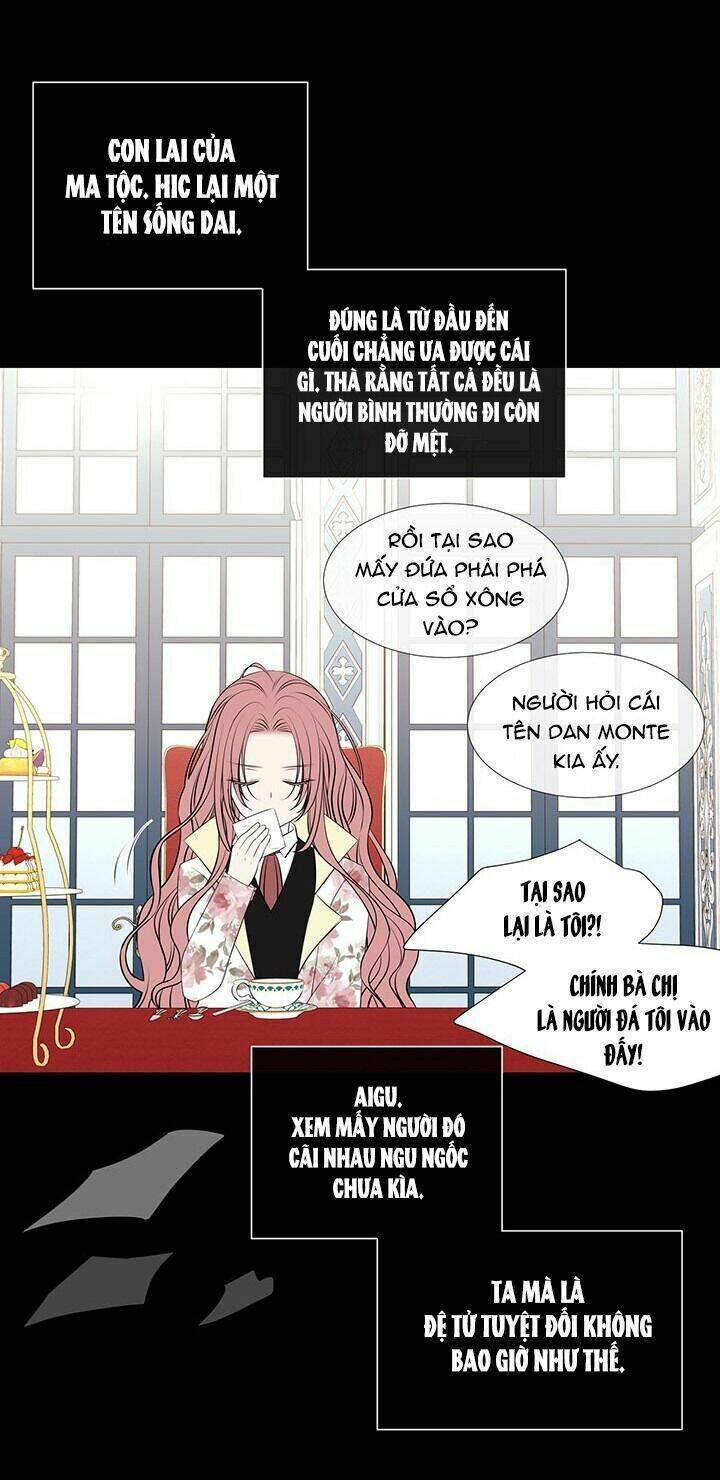 CON LAI CỦA
MA TỘC. HIC LẠI MỘT
TÊN SỐNG DAI.
ĐÚNG LÀ TỪ ĐẦU ĐẾN
CUỐI CHẲNG ƯA ĐƯỢC CÁI
GÌ. THÀ RẰNG TẤT CẢ ĐỀU LÀ
NGƯỜI BÌNH THƯỜNG ĐI CÒN
ĐỠ MỆT.
RỒI TẠI SAO
MẤY ĐỨA PHẢI PHÁ
CỬA SỔ XÔNG
VÀO?
NGƯỜI HỎI CÁI
TÊN DAN MONTE
KIA ẤY.
TẠI SAO
LẠI LÀ TÔI?!
CHÍNH BÀ CHỊ
LÀ NGƯỜI ĐÁ TÔI VÀO
ĐẤY!
AIGU.
XEM MẤY NGƯỜI ĐÓ
CÃI NHAU NGU NGỐC
CHƯA KÌA.
TA MÀ LÀ
ĐỆ TỬ TUYỆT ĐỐI KHÔNG
BAO GIỜ NHƯ THẾ.